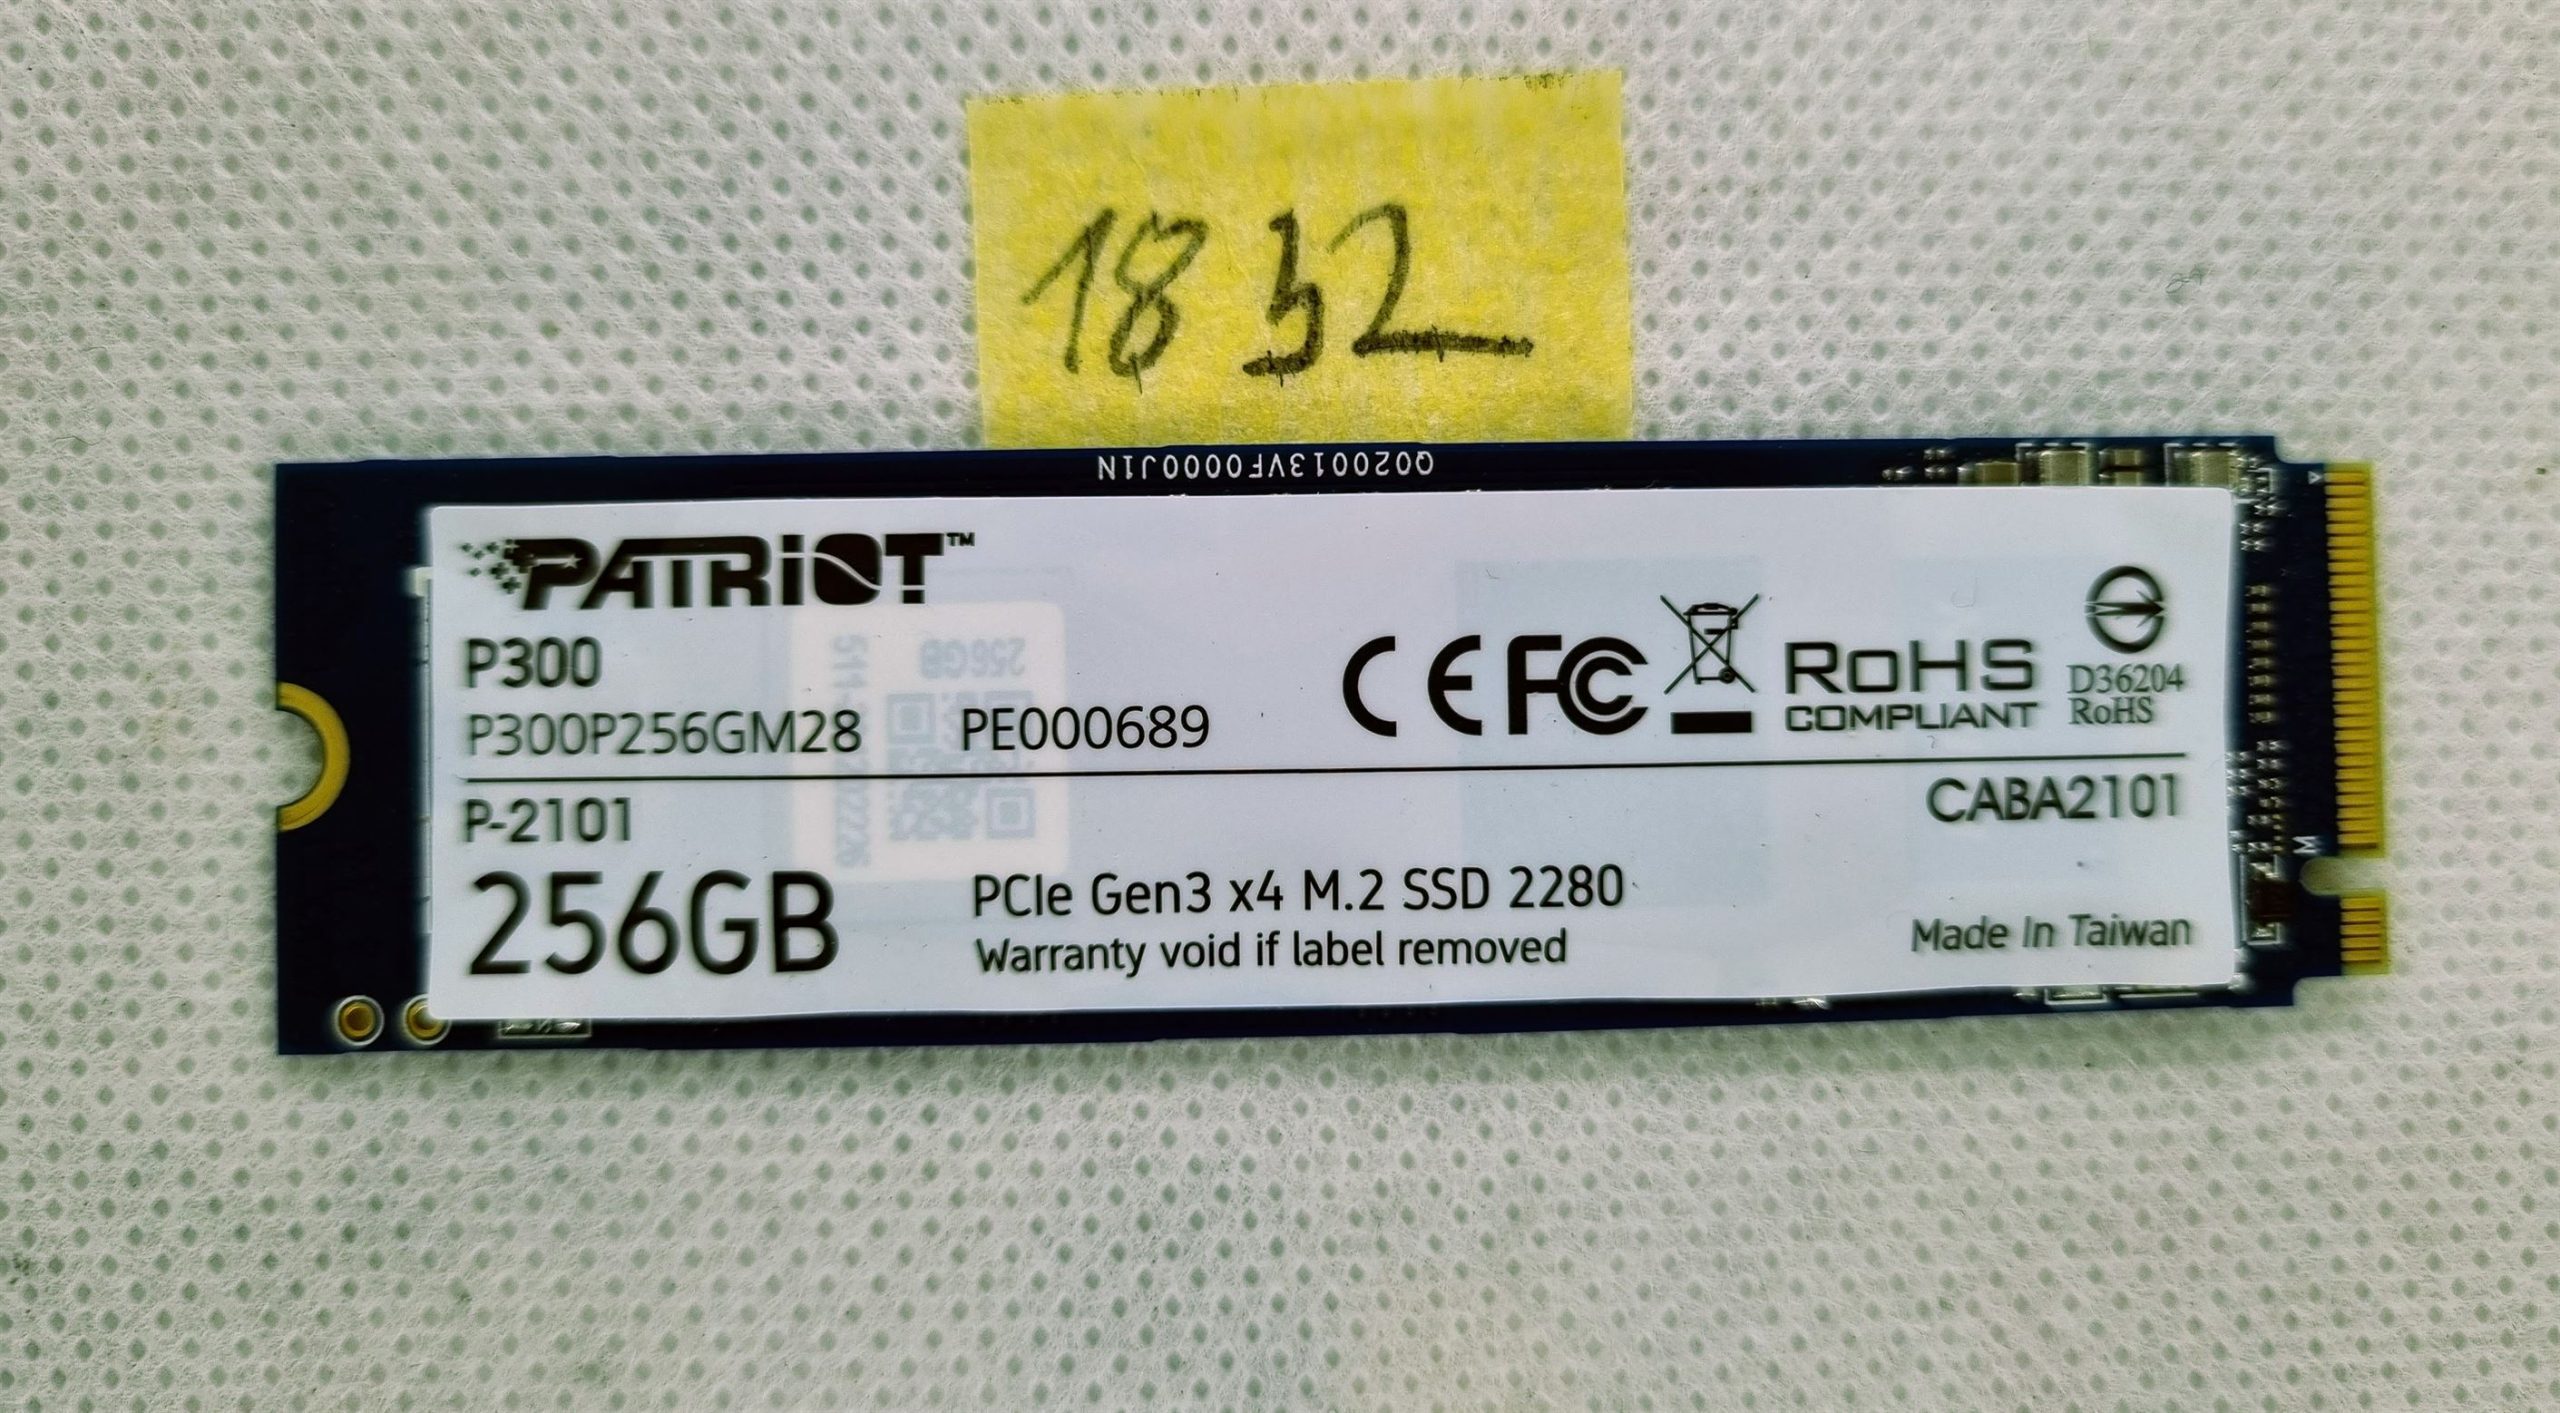 1832
Q020013VF0000J1N
PATRiOT™
P300
P300P256GM28 PE000689
CE FC RoHS
COMPLIANT
D36204
RoHS
P-2101
CABA2101
256GB
PCIe Gen3 x4 M.2 SSD 2280
Warranty void if label removed
Made In Taiwan
M
256GB